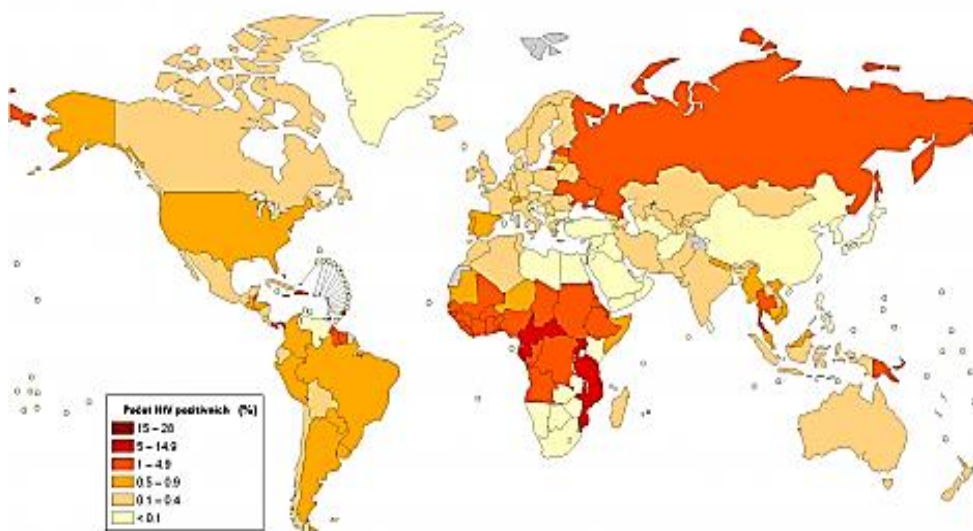 Počet HIV pozitívnich (%)
15 – 28
5 – 14.9
1 – 4.9
0.5 – 0.9
0.1 – 0.4
< 0.1